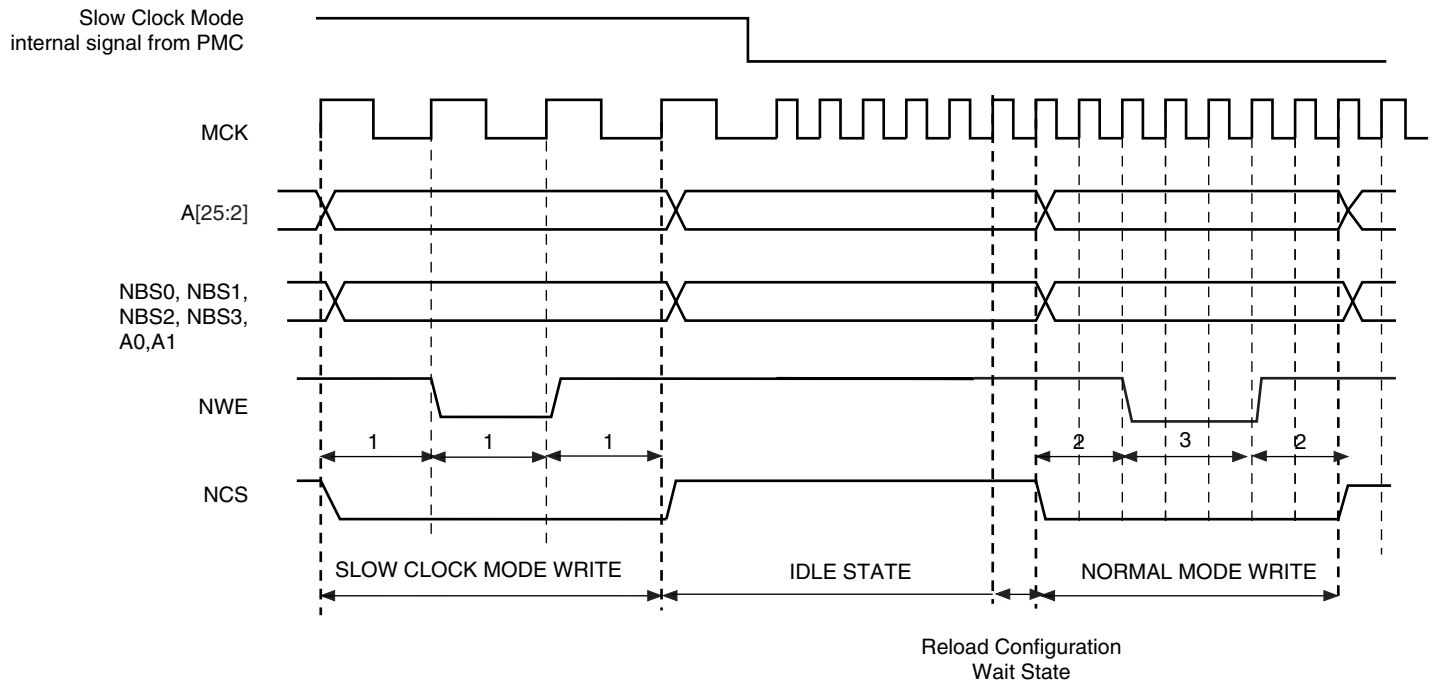 Slow Clock Mode
internal signal from PMC
MCK
A[25:2]
NBS0, NBS1,
NBS2, NBS3,
A0,A1
NWE
1 1 1 2 3 2
NCS
SLOW CLOCK MODE WRITE IDLE STATE NORMAL MODE WRITE
Reload Configuration
Wait State